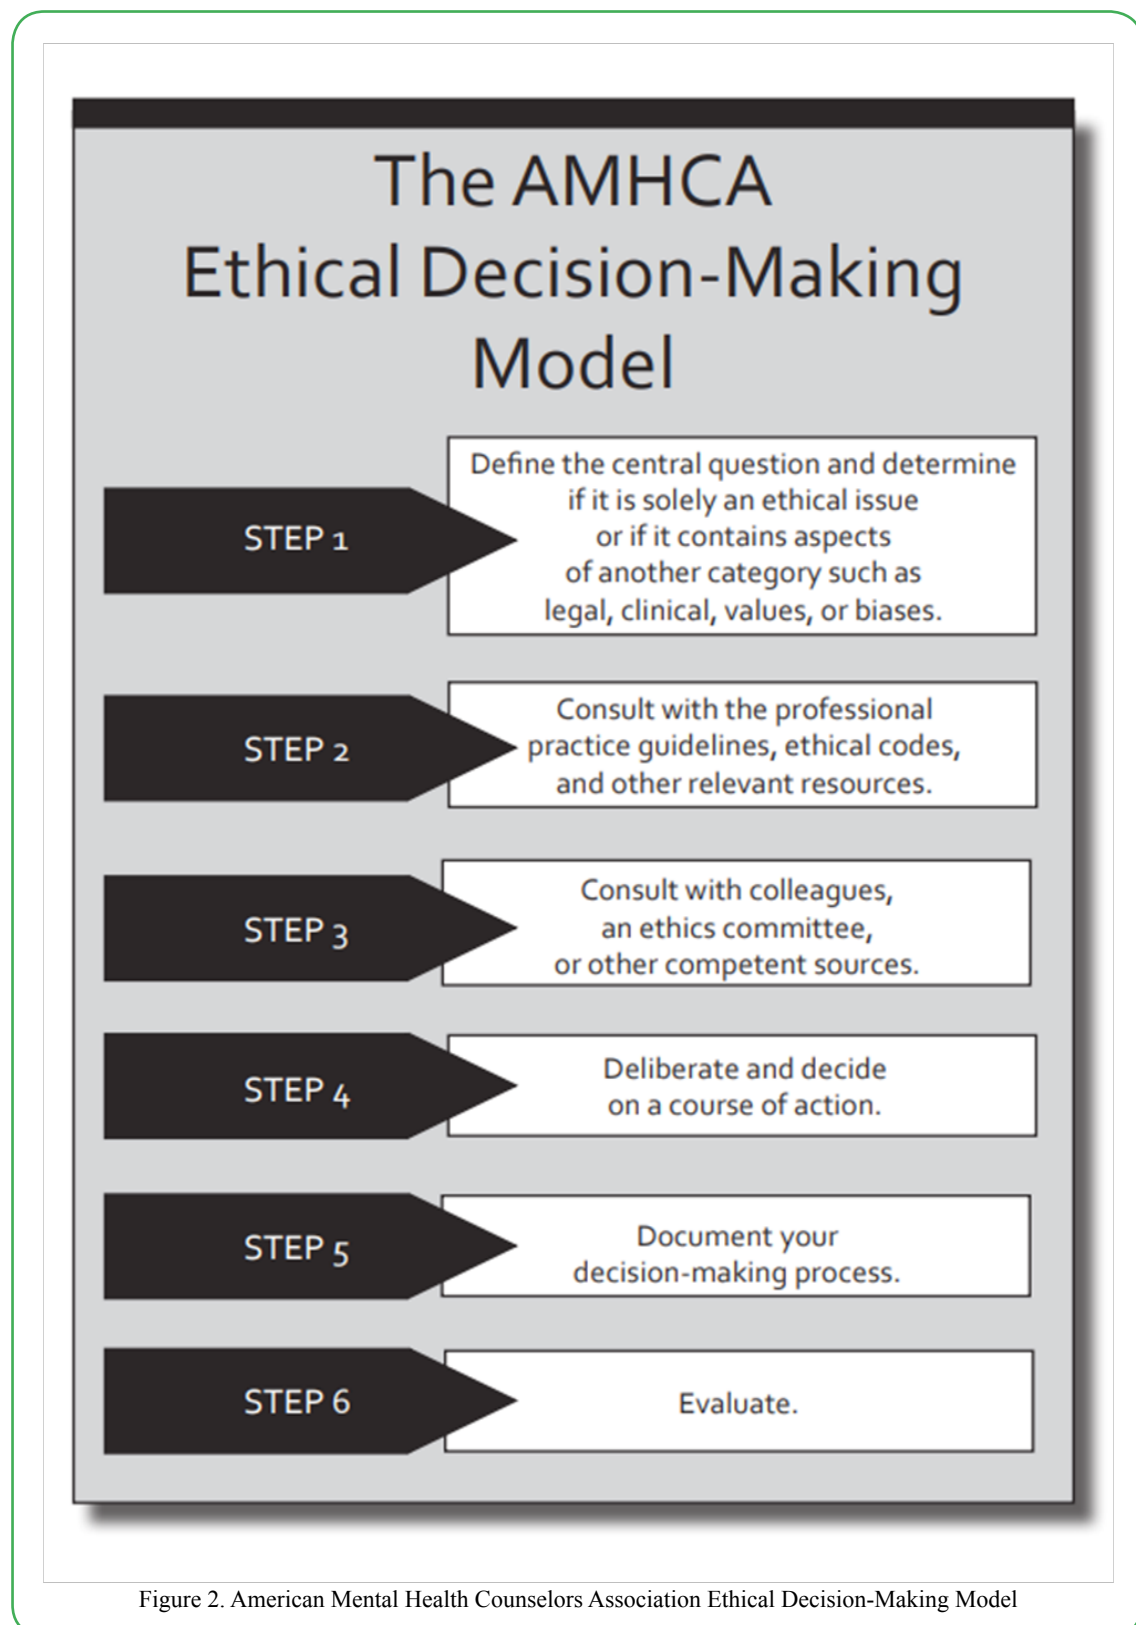 The AMHCA
Ethical Decision-Making
Model
STEP 1
Define the central question and determine
if it is solely an ethical issue
or if it contains aspects
of another category such as
legal, clinical, values, or biases.
STEP 2
Consult with the professional
practice guidelines, ethical codes,
and other relevant resources.
STEP 3
Consult with colleagues,
an ethics committee,
or other competent sources.
STEP 4
Deliberate and decide
on a course of action.
STEP 5
Document your
decision-making process.
STEP 6
Evaluate.
Figure 2. American Mental Health Counselors Association Ethical Decision-Making Model